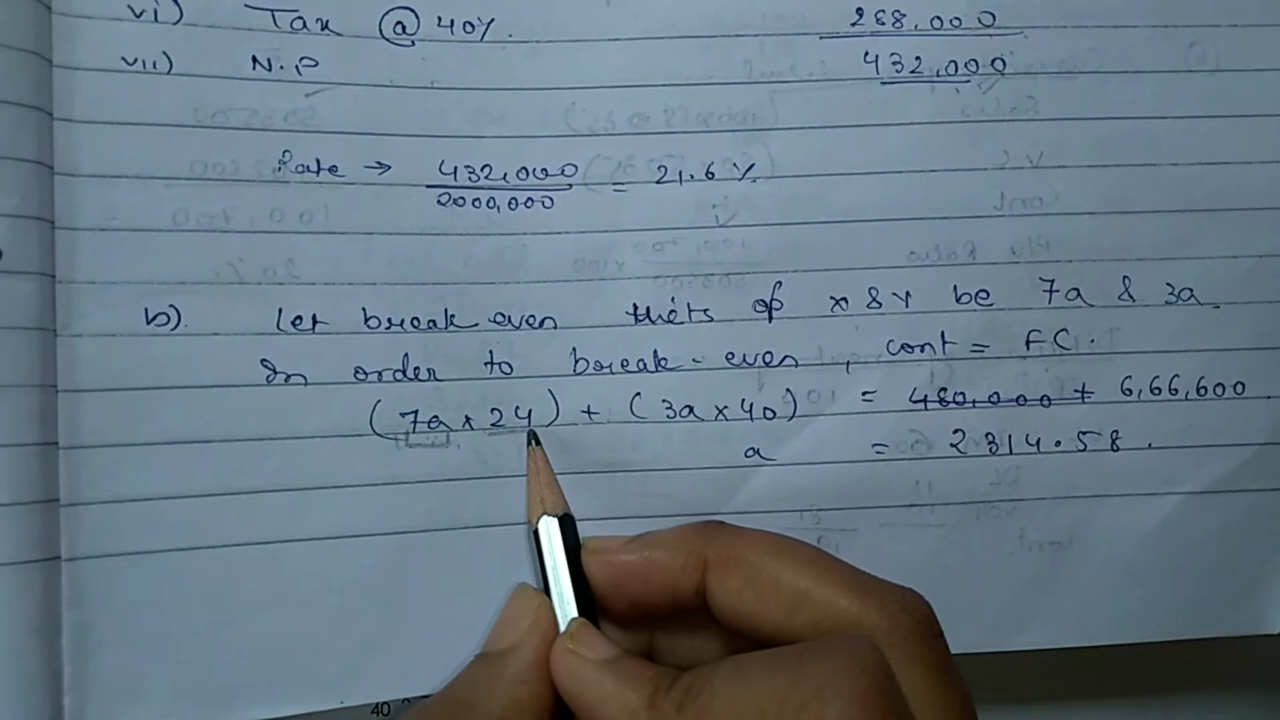 vi) Tax @ 40%. 288,000
vii) N.P 432,000
Rate → 432,000 / 2000,000 = 21.6 %
b). Let break even units of x & Y be 7a & 3a.
In order to break-even, cont = FC.
(7a x 24) + (3a x 40) = 480,000 + 6,66,600
a = 2314.58.
40